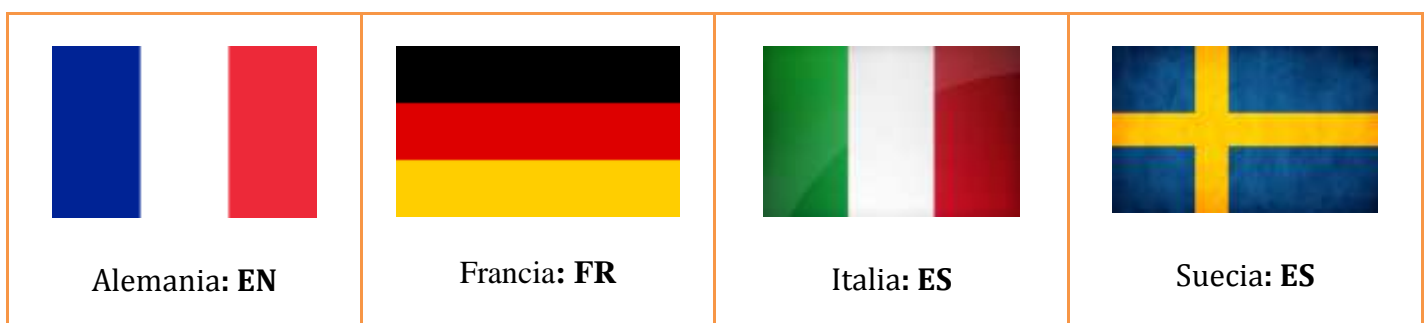 Alemania: EN
Francia: FR
Italia: ES
Suecia: ES